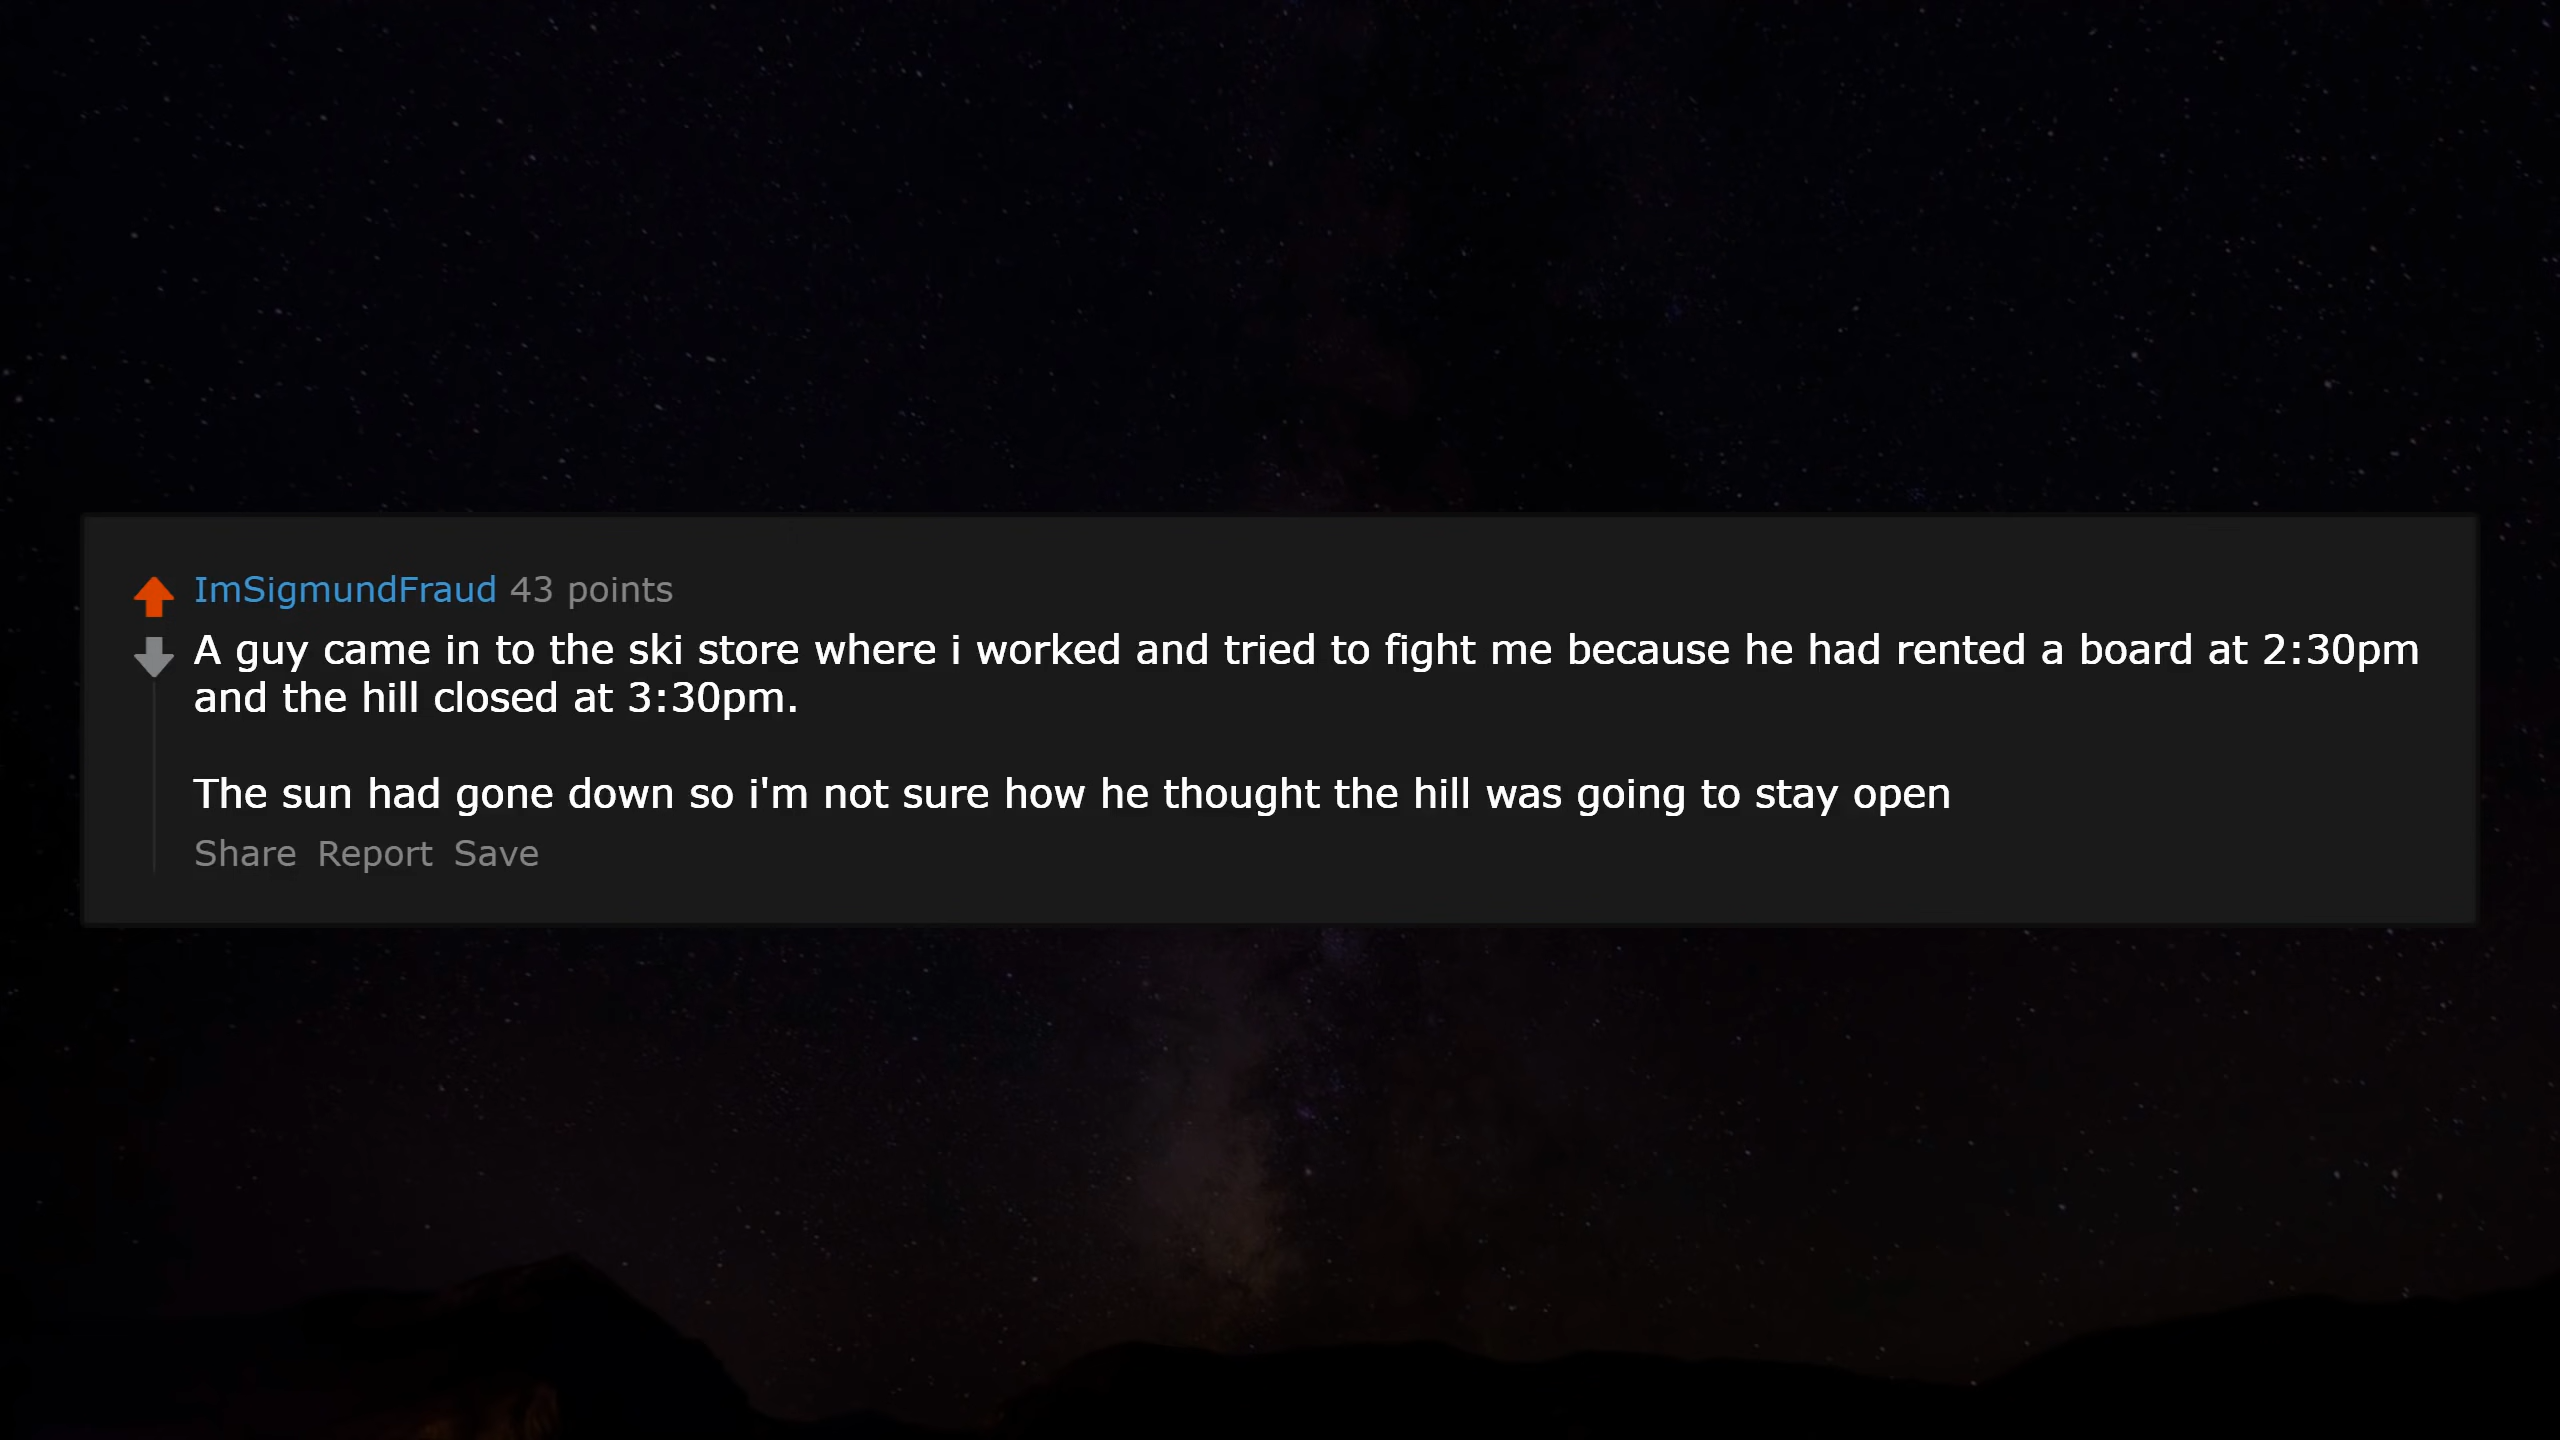 ImSigmundFraud 43 points
A guy came in to the ski store where i worked and tried to fight me because he had rented a board at 2:30pm
and the hill closed at 3:30pm.
The sun had gone down so i'm not sure how he thought the hill was going to stay open
Share Report Save